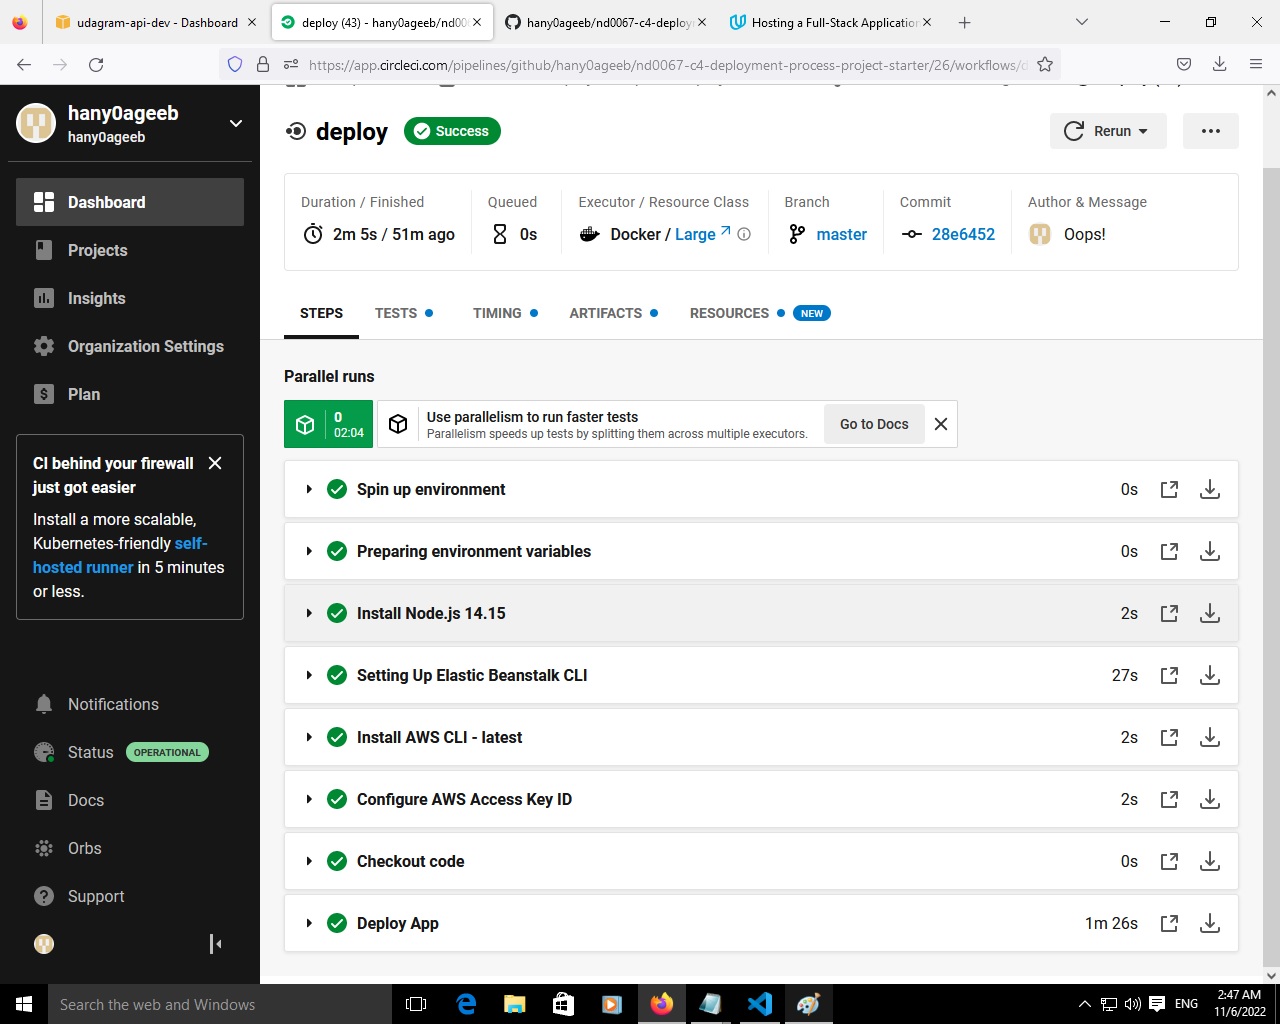 udagram-api-dev - Dashboard
deploy (43) - hany0ageeb/nd00
hany0ageeb/nd0067-c4-deploy
Hosting a Full-Stack Application
https://app.circleci.com/pipelines/github/hany0ageeb/nd0067-c4-deployment-process-project-starter/26/workflows/d
hany0ageeb
hany0ageeb
Dashboard
Projects
Insights
Organization Settings
Plan
CI behind your firewall
just got easier
Install a more scalable,
Kubernetes-friendly self-
hosted runner in 5 minutes
or less.
Notifications
Status OPERATIONAL
Docs
Orbs
Support
deploy Success
Rerun
Duration / Finished
2m 5s / 51m ago
Queued
0s
Executor / Resource Class
Docker / Large
Branch
master
Commit
28e6452
Author & Message
Oops!
STEPS TESTS TIMING ARTIFACTS RESOURCES NEW
Parallel runs
0
02:04
Use parallelism to run faster tests
Parallelism speeds up tests by splitting them across multiple executors.
Go to Docs
Spin up environment 0s
Preparing environment variables 0s
Install Node.js 14.15 2s
Setting Up Elastic Beanstalk CLI 27s
Install AWS CLI - latest 2s
Configure AWS Access Key ID 2s
Checkout code 0s
Deploy App 1m 26s
Search the web and Windows
ENG
2:47 AM
11/6/2022